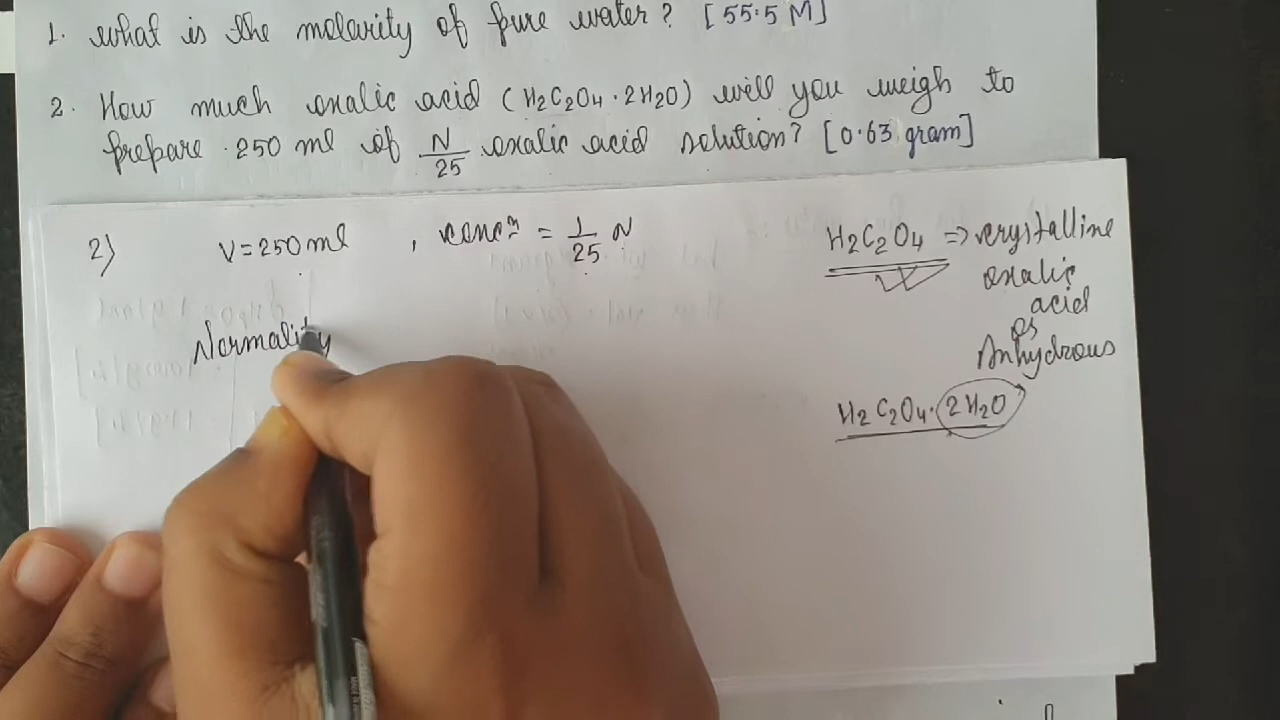 1. what is the molarity of pure water? [55.5 M]
2. How much oxalic acid (H2C2O4.2H2O) will you weigh to
prepare 250 ml of N/25 oxalic acid solution? [0.63 gram]
2) V=250 ml , concn = 1/25 N
Normality
H2C2O4 => crystalline
oxalic
acid
Anhydrous
H2C2O4.2H2O